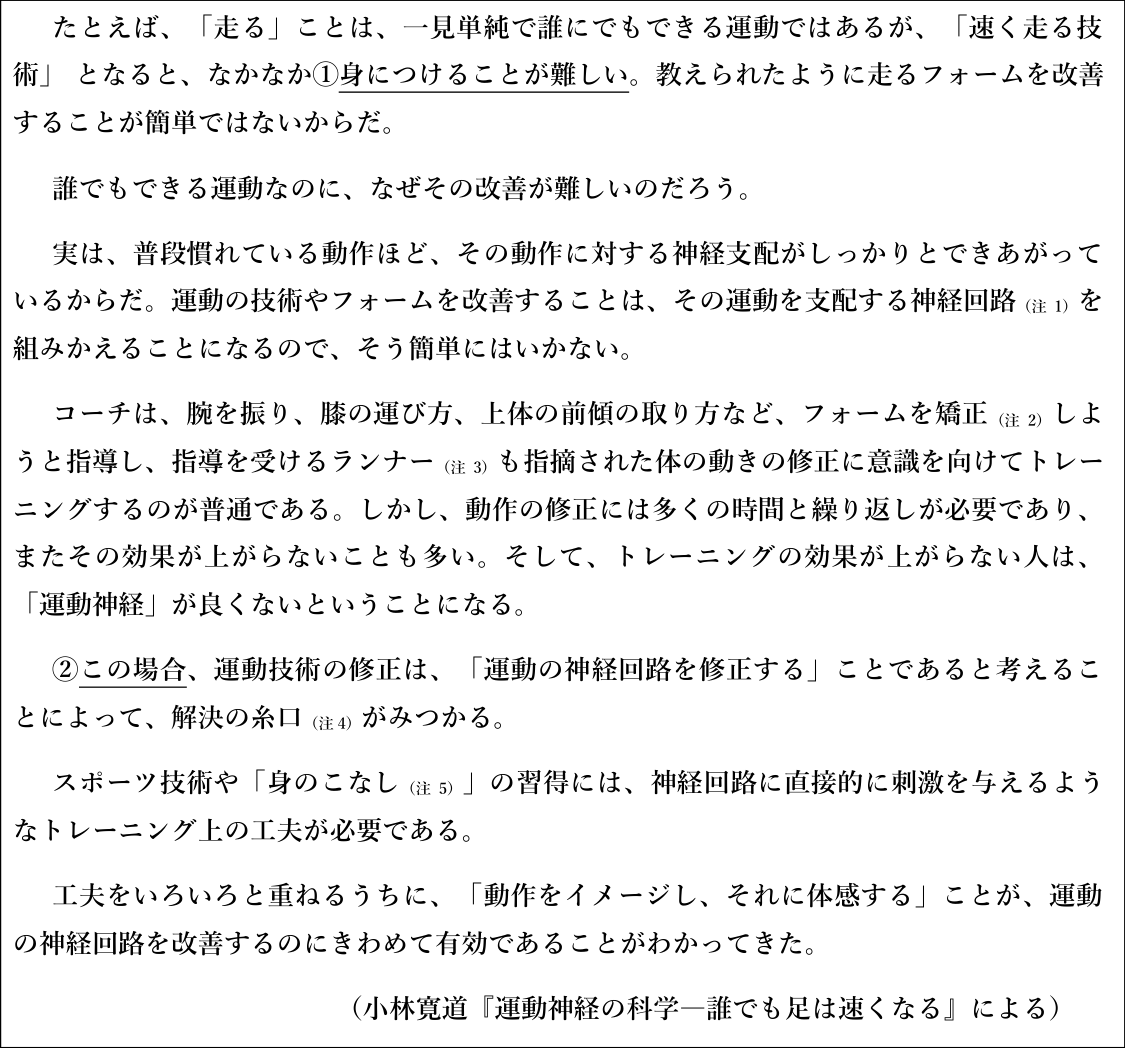 たとえば、「走る」ことは、一見単純で誰にでもできる運動ではあるが、「速く走る技
術」 となると、なかなか①身につけることが難しい。教えられたように走るフォームを改善
することが簡単ではないからだ。
誰でもできる運動なのに、なぜその改善が難しいのだろう。
実は、普段慣れている動作ほど、その動作に対する神経支配がしっかりとできあがって
いるからだ。運動の技術やフォームを改善することは、その運動を支配する神経回路（注 1）を
組みかえることになるので、そう簡単にはいかない。
コーチは、腕を振り、膝の運び方、上体の前傾の取り方など、フォームを矯正（注 2）しよ
うと指導し、指導を受けるランナー（注 3）も指摘された体の動きの修正に意識を向けてトレー
ニングするのが普通である。しかし、動作の修正には多くの時間と繰り返しが必要であり、
またその効果が上がらないことも多い。そして、トレーニングの効果が上がらない人は、
「運動神経」が良くないということになる。
②この場合、運動技術の修正は、「運動の神経回路を修正する」ことであると考えるこ
とによって、解決の糸口（注 4）がみつかる。
スポーツ技術や「身のこなし（注 5）」の習得には、神経回路に直接的に刺激を与えるよう
なトレーニング上の工夫が必要である。
工夫をいろいろと重ねるうちに、「動作をイメージし、それに体感する」ことが、運動
の神経回路を改善するのにきわめて有効であることがわかってきた。
（小林寛道『運動神経の科学―誰でも足は速くなる』による）